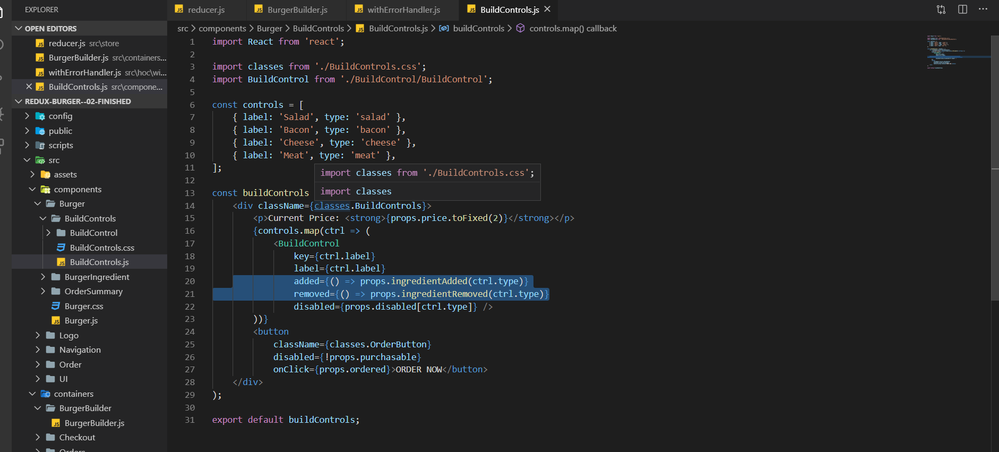 EXPLORER
OPEN EDITORS
reducer.js src\store
BurgerBuilder.js src\containers...
withErrorHandler.js src\hoc\wi...
BuildControls.js src\compone...
REDUX-BURGER--02-FINISHED
config
public
scripts
src
assets
components
Burger
BuildControls
BuildControl
BuildControls.css
BuildControls.js
BurgerIngredient
OrderSummary
Burger.css
Burger.js
Logo
Navigation
Order
UI
containers
BurgerBuilder
BurgerBuilder.js
Checkout
Orders
reducer.js
BurgerBuilder.js
withErrorHandler.js
BuildControls.js
src > components > Burger > BuildControls > JS BuildControls.js > buildControls > controls.map() callback
1 import React from 'react';
2
3 import classes from './BuildControls.css';
4 import BuildControl from './BuildControl/BuildControl';
5
6 const controls = [
7 { label: 'Salad', type: 'salad' },
8 { label: 'Bacon', type: 'bacon' },
9 { label: 'Cheese', type: 'cheese' },
10 { label: 'Meat', type: 'meat' },
11 ];
12
import classes from './BuildControls.css';
import classes
13 const buildControls
14 <div className={classes.BuildControls}>
15 <p>Current Price: <strong>{props.price.toFixed(2)}</strong></p>
16 {controls.map(ctrl => (
17 <BuildControl
18 key={ctrl.label}
19 label={ctrl.label}
20 added={() => props.ingredientAdded(ctrl.type)}
21 removed={() => props.ingredientRemoved(ctrl.type)}
22 disabled={props.disabled[ctrl.type]} />
23 ))}
24 <button
25 className={classes.OrderButton}
26 disabled={!props.purchasable}
27 onClick={props.ordered}>ORDER NOW</button>
28 </div>
29 );
30
31 export default buildControls;